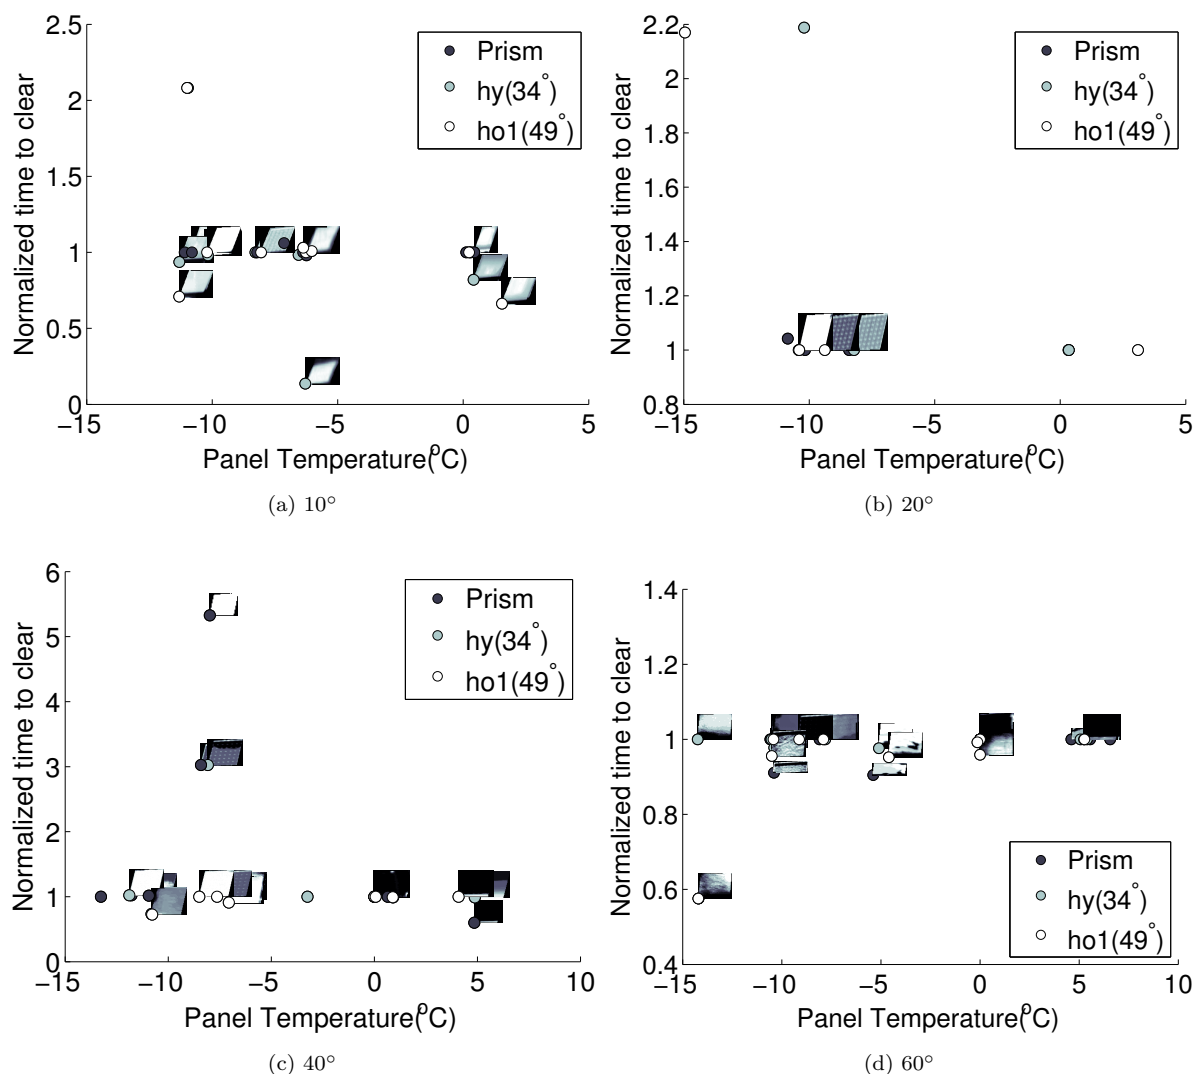 2.5
2
1.5
1
0.5
0
−15
−10
−5
0
5
Normalized time to clear
Panel Temperature(°C)
Prism
hy(34°)
ho1(49°)
(a) 10°
2.2
2
1.8
1.6
1.4
1.2
1
0.8
−15
−10
−5
0
5
Normalized time to clear
Panel Temperature(°C)
Prism
hy(34°)
ho1(49°)
(b) 20°
6
5
4
3
2
1
0
−15
−10
−5
0
5
10
Normalized time to clear
Panel Temperature(°C)
Prism
hy(34°)
ho1(49°)
(c) 40°
1.4
1.2
1
0.8
0.6
0.4
−15
−10
−5
0
5
10
Normalized time to clear
Panel Temperature(°C)
Prism
hy(34°)
ho1(49°)
(d) 60°